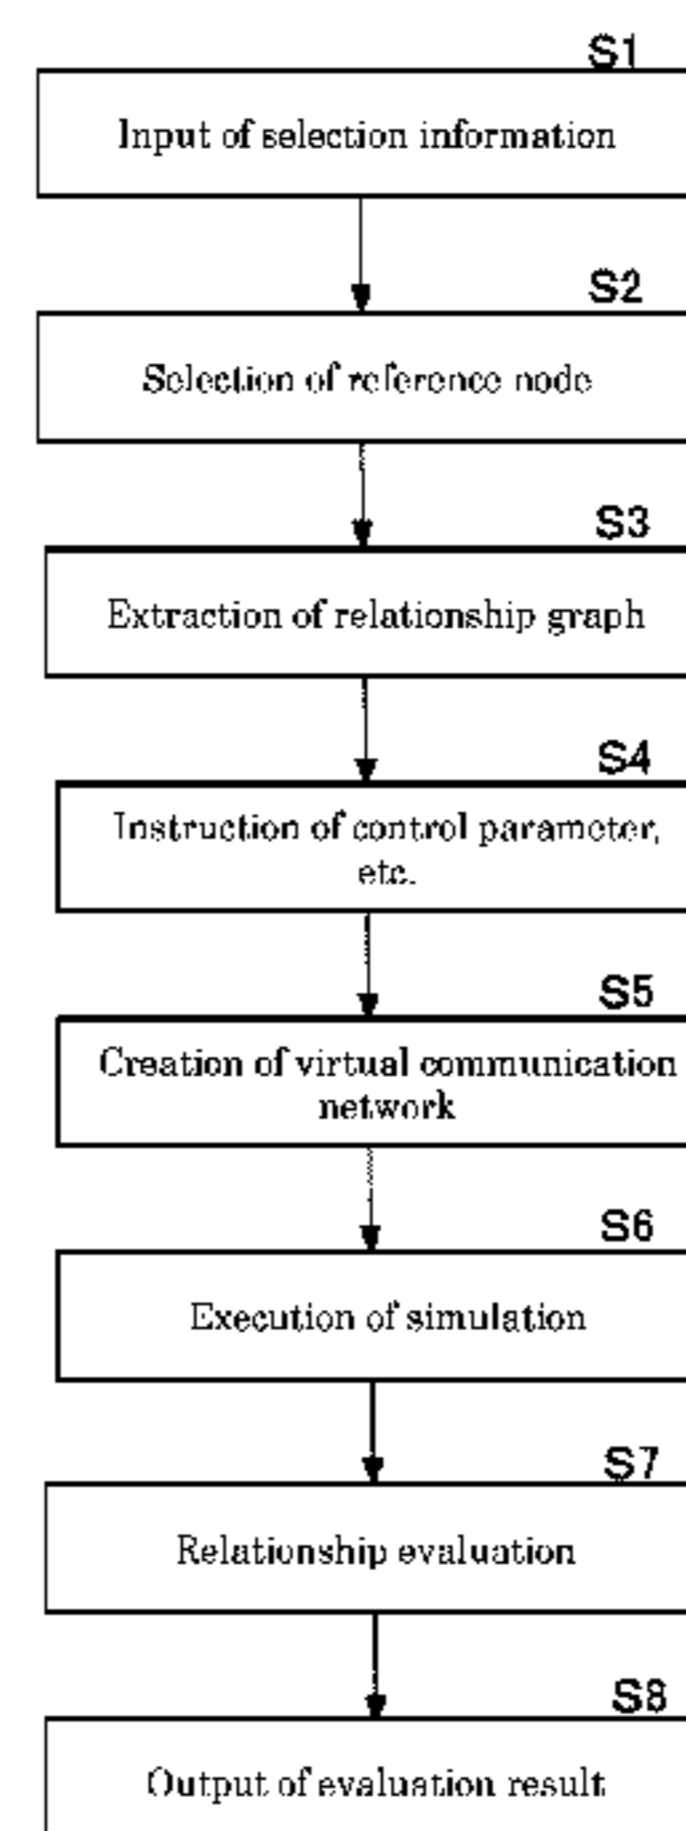 S1
Input of selection information
S2
Selection of reference node
S3
Extraction of relationship graph
S4
Instruction of control parameter,
etc.
S5
Creation of virtual communication
network
S6
Execution of simulation
S7
Relationship evaluation
S8
Output of evaluation result